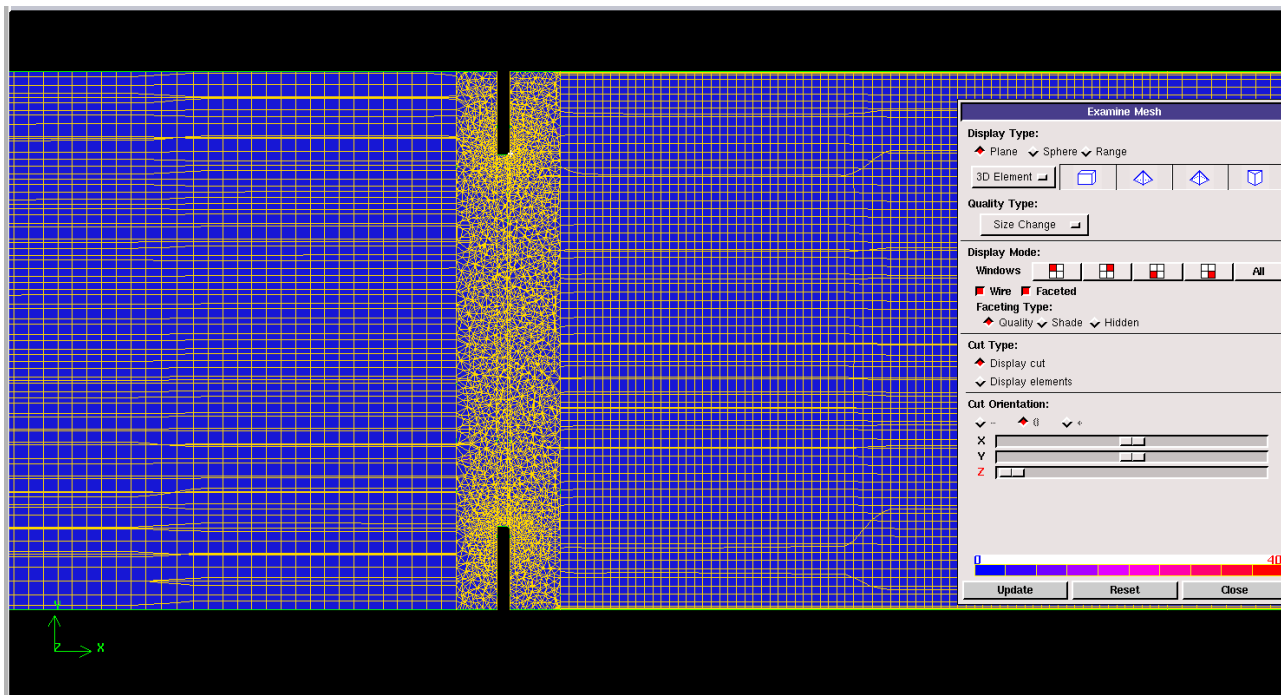 Examine Mesh
Display Type:
Plane Sphere Range
3D Element
Quality Type:
Size Change
Display Mode:
Windows All
Wire Faceted
Faceting Type:
Quality Shade Hidden
Cut Type:
Display cut
Display elements
Cut Orientation:
- 0 +
X
Y
Z
0 40
Update Reset Close
Y
Z X